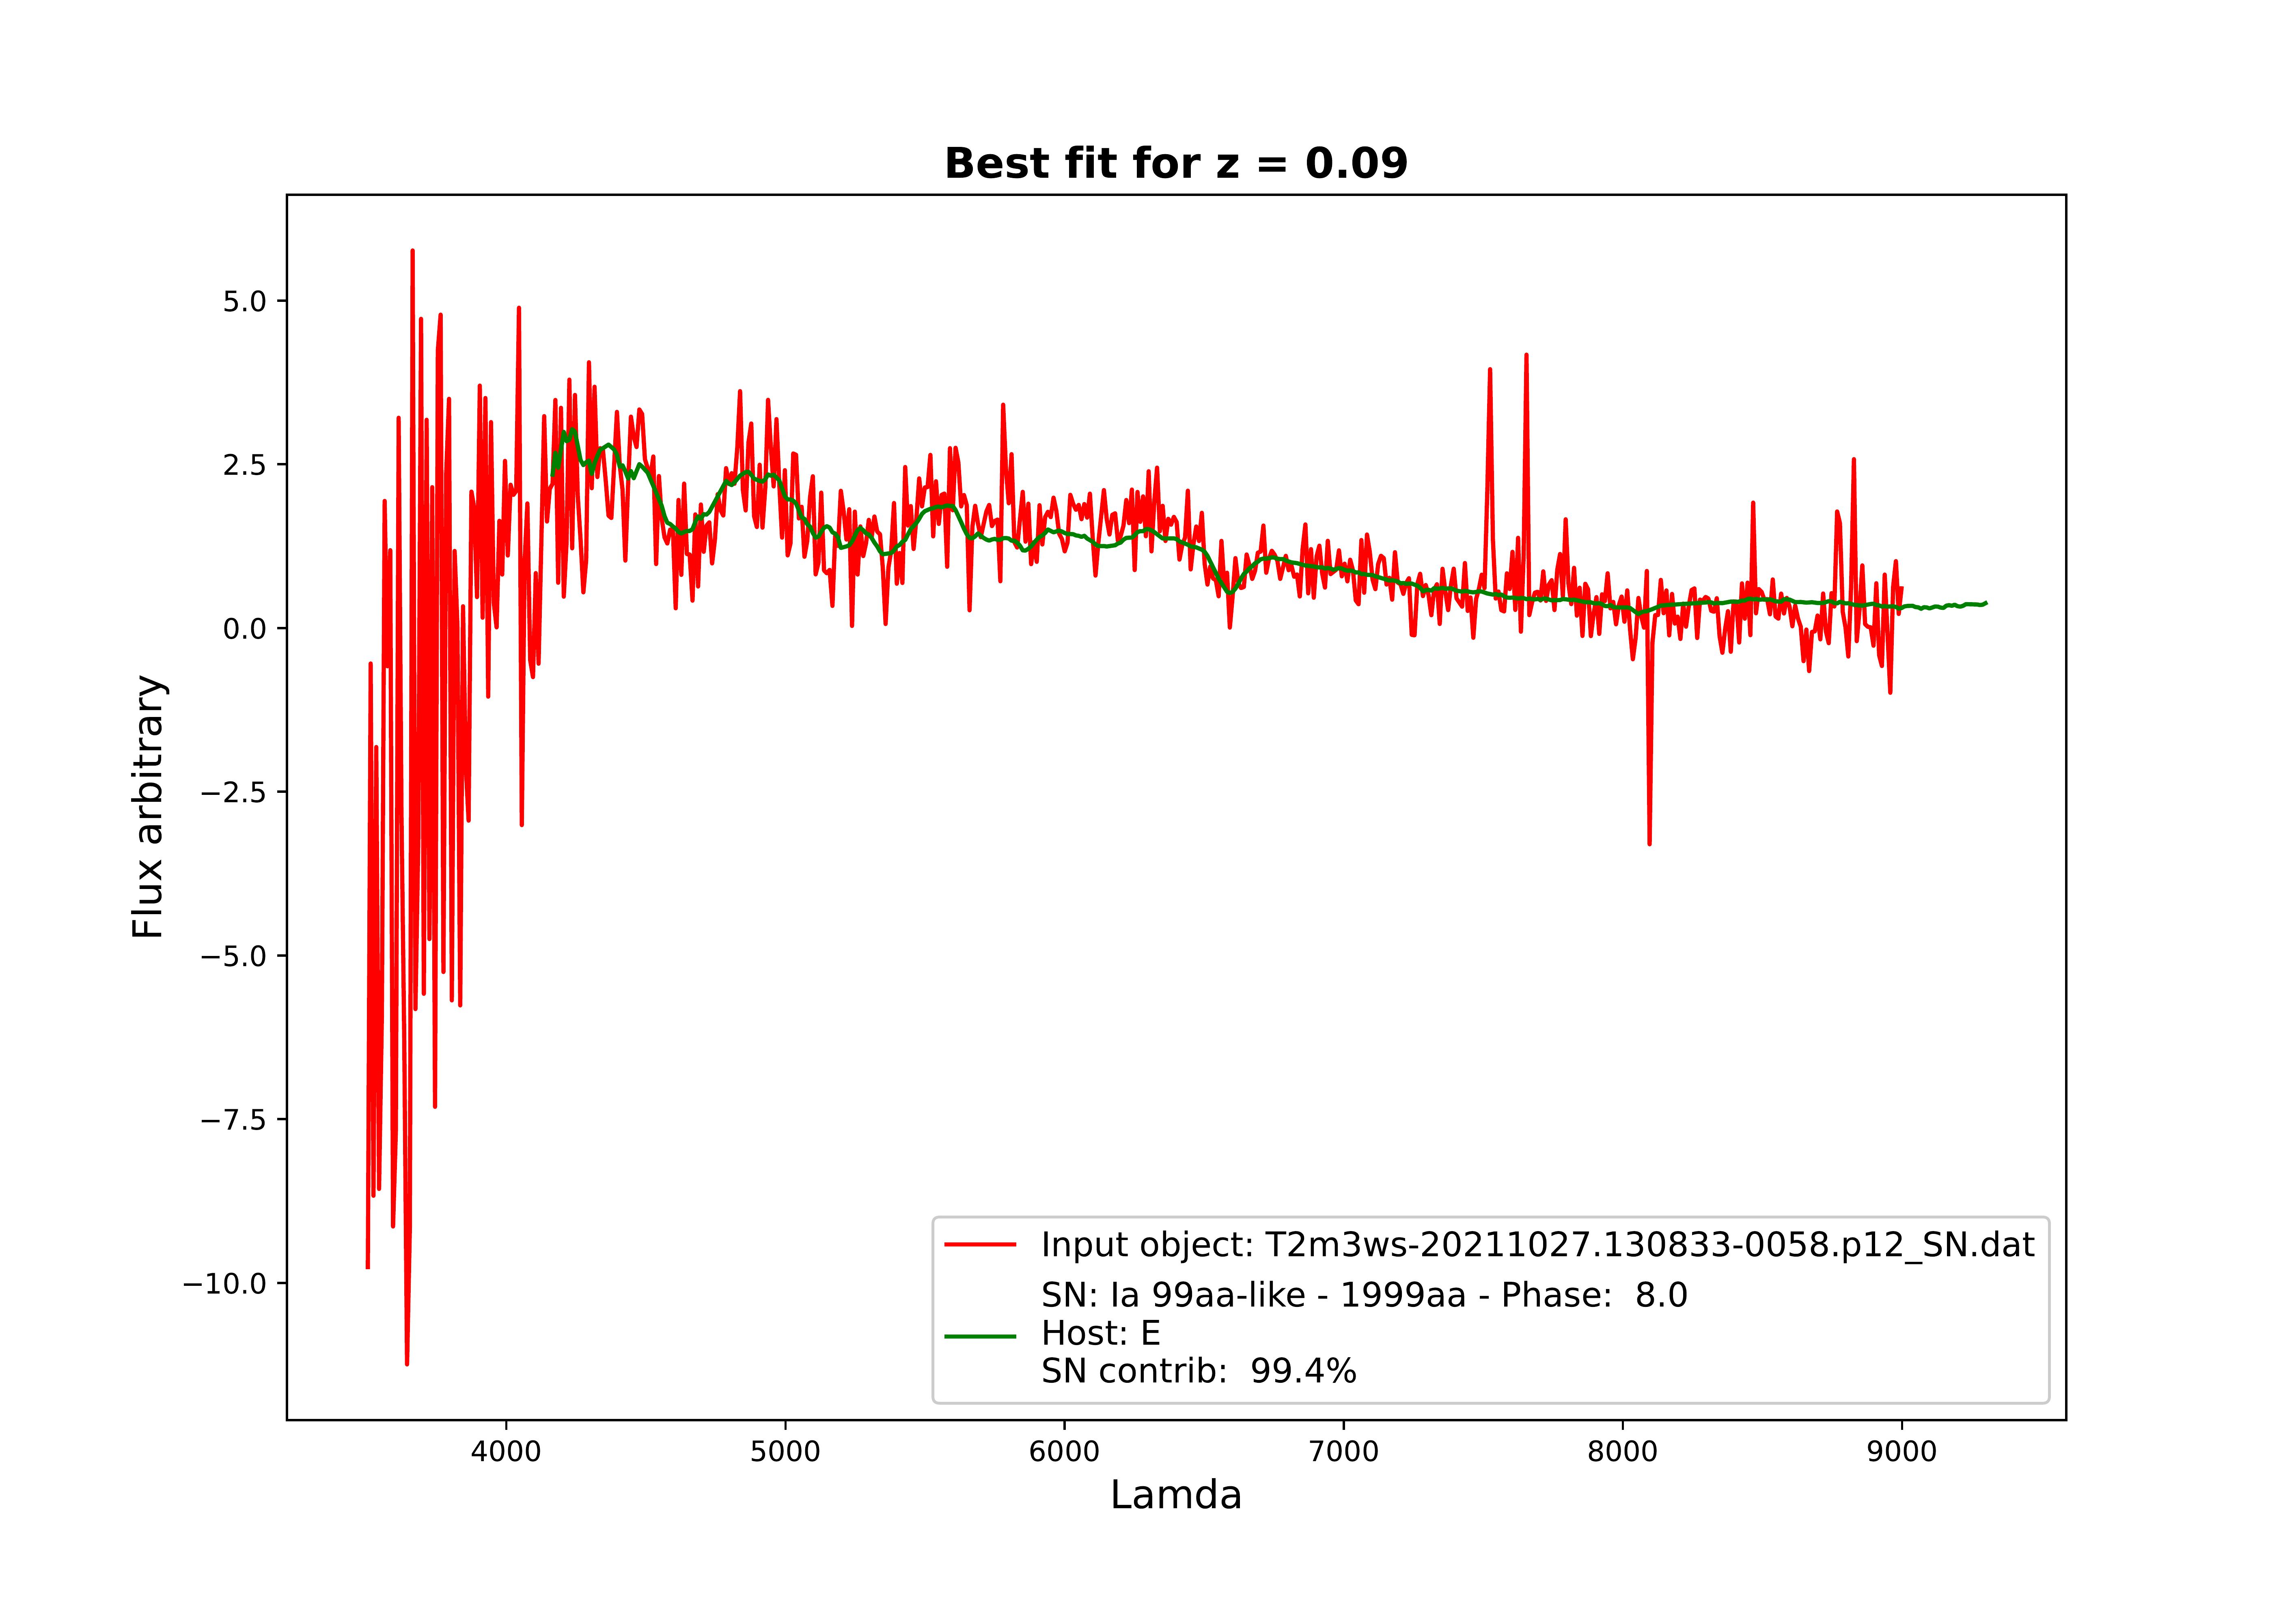 Best fit for z = 0.09
5.0
2.5
0.0
−2.5
−5.0
−7.5
−10.0
Flux arbitrary
Input object: T2m3ws-20211027.130833-0058.p12_SN.dat
SN: Ia 99aa-like - 1999aa - Phase: 8.0
Host: E
SN contrib: 99.4%
4000 5000 6000 7000 8000 9000
Lamda